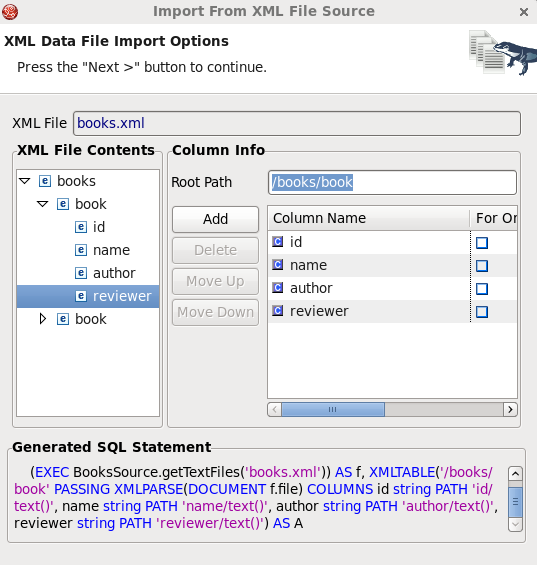 Import From XML File Source
XML Data File Import Options
Press the "Next >" button to continue.
XML File
books.xml
XML File Contents
books
book
id
name
author
reviewer
book
Column Info
Root Path
/books/book
Add
Delete
Move Up
Move Down
Column Name
For Or
id
name
author
reviewer
Generated SQL Statement
(EXEC BooksSource.getTextFiles('books.xml')) AS f, XMLTABLE('/books/
book' PASSING XMLPARSE(DOCUMENT f.file) COLUMNS id string PATH 'id/
text()', name string PATH 'name/text()', author string PATH 'author/text()',
reviewer string PATH 'reviewer/text()') AS A